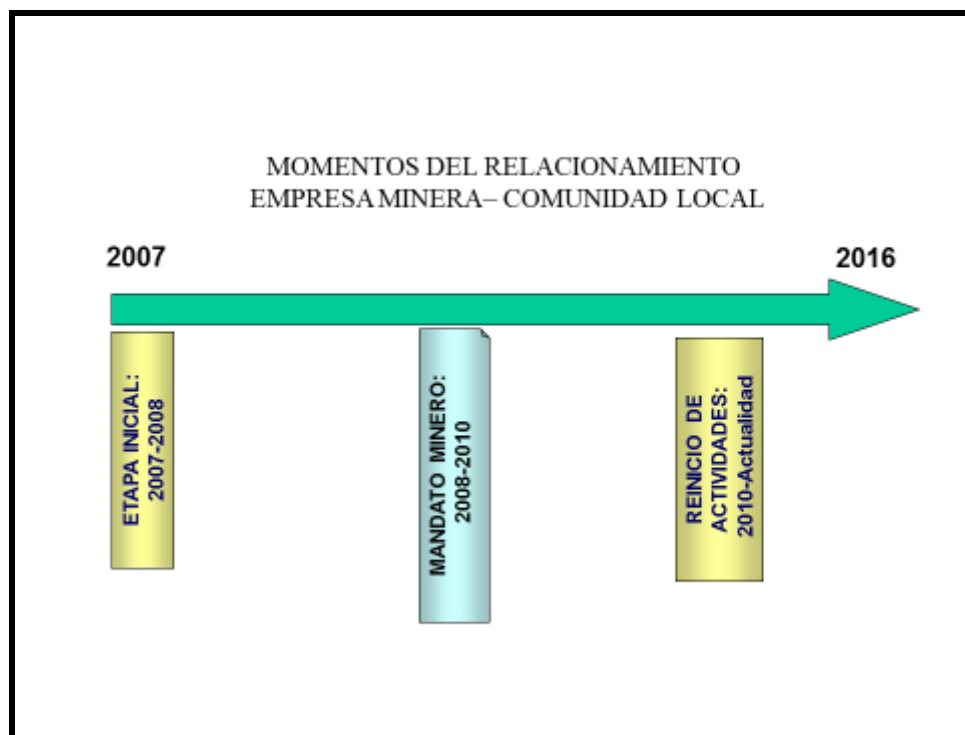 MOMENTOS DEL RELACIONAMIENTO
EMPRESA MINERA– COMUNIDAD LOCAL
2007
2016
ETAPA INICIAL:
2007-2008
MANDATO MINERO:
2008-2010
REINICIO DE
ACTIVIDADES:
2010-Actualidad